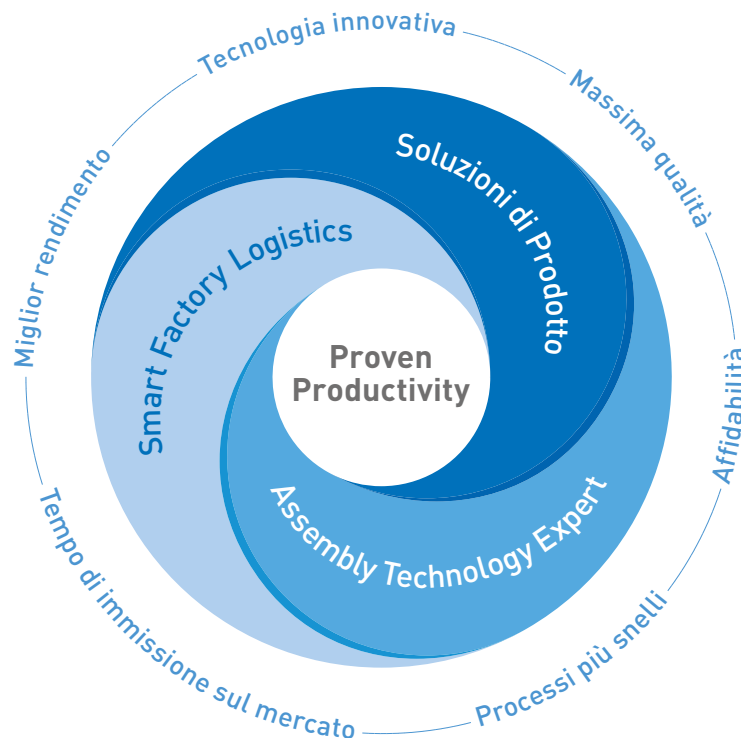 Tecnologia innovativa
Massima qualità
Affidabilità
Processi più snelli
Tempo di immissione sul mercato
Miglior rendimento
Soluzioni di Prodotto
Assembly Technology Expert
Smart Factory Logistics
Proven
Productivity